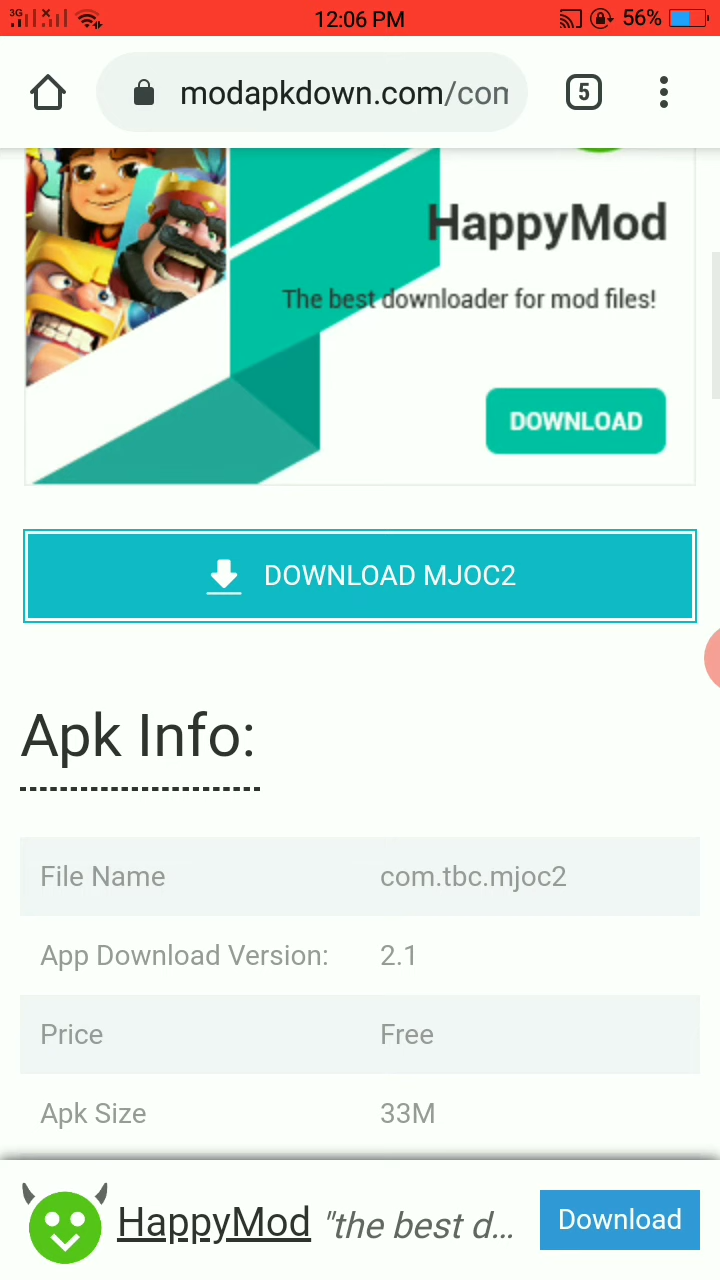 3G 12:06 PM 56%
modapkdown.com/con
5
HappyMod
The best downloader for mod files!
DOWNLOAD
DOWNLOAD MJOC2
Apk Info:
File Name com.tbc.mjoc2
App Download Version: 2.1
Price Free
Apk Size 33M
HappyMod "the best d... Download